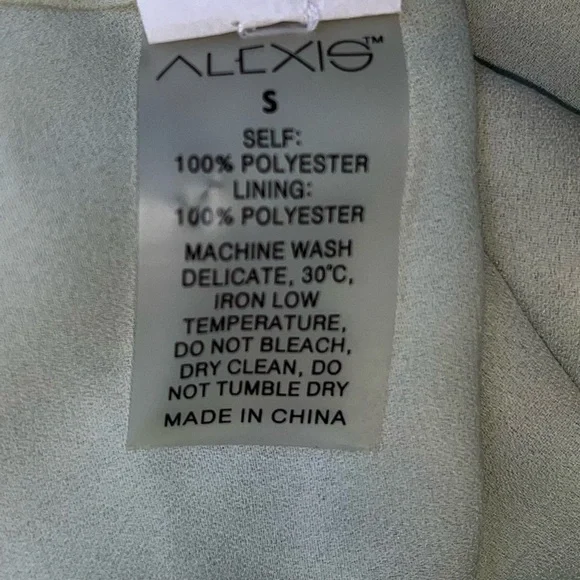 ALEXIS™
S
SELF:
100% POLYESTER
LINING:
100% POLYESTER
MACHINE WASH
DELICATE, 30°C,
IRON LOW
TEMPERATURE,
DO NOT BLEACH,
DRY CLEAN, DO
NOT TUMBLE DRY
MADE IN CHINA